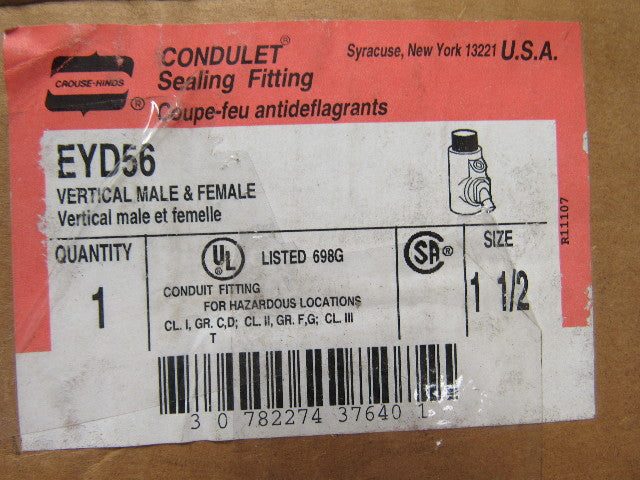 CROUSE-HINDS
®
CONDULET®
Sealing Fitting
Coupe-feu antideflagrants
Syracuse, New York 13221 U.S.A.
EYD56
VERTICAL MALE & FEMALE
Vertical male et femelle
R11107
QUANTITY
1
UL
®
LISTED 698G
CONDUIT FITTING
FOR HAZARDOUS LOCATIONS
CL. I, GR. C,D; CL. II, GR. F,G; CL. III
T
SA®
SIZE
1 1/2
3 0 782274 37640 1